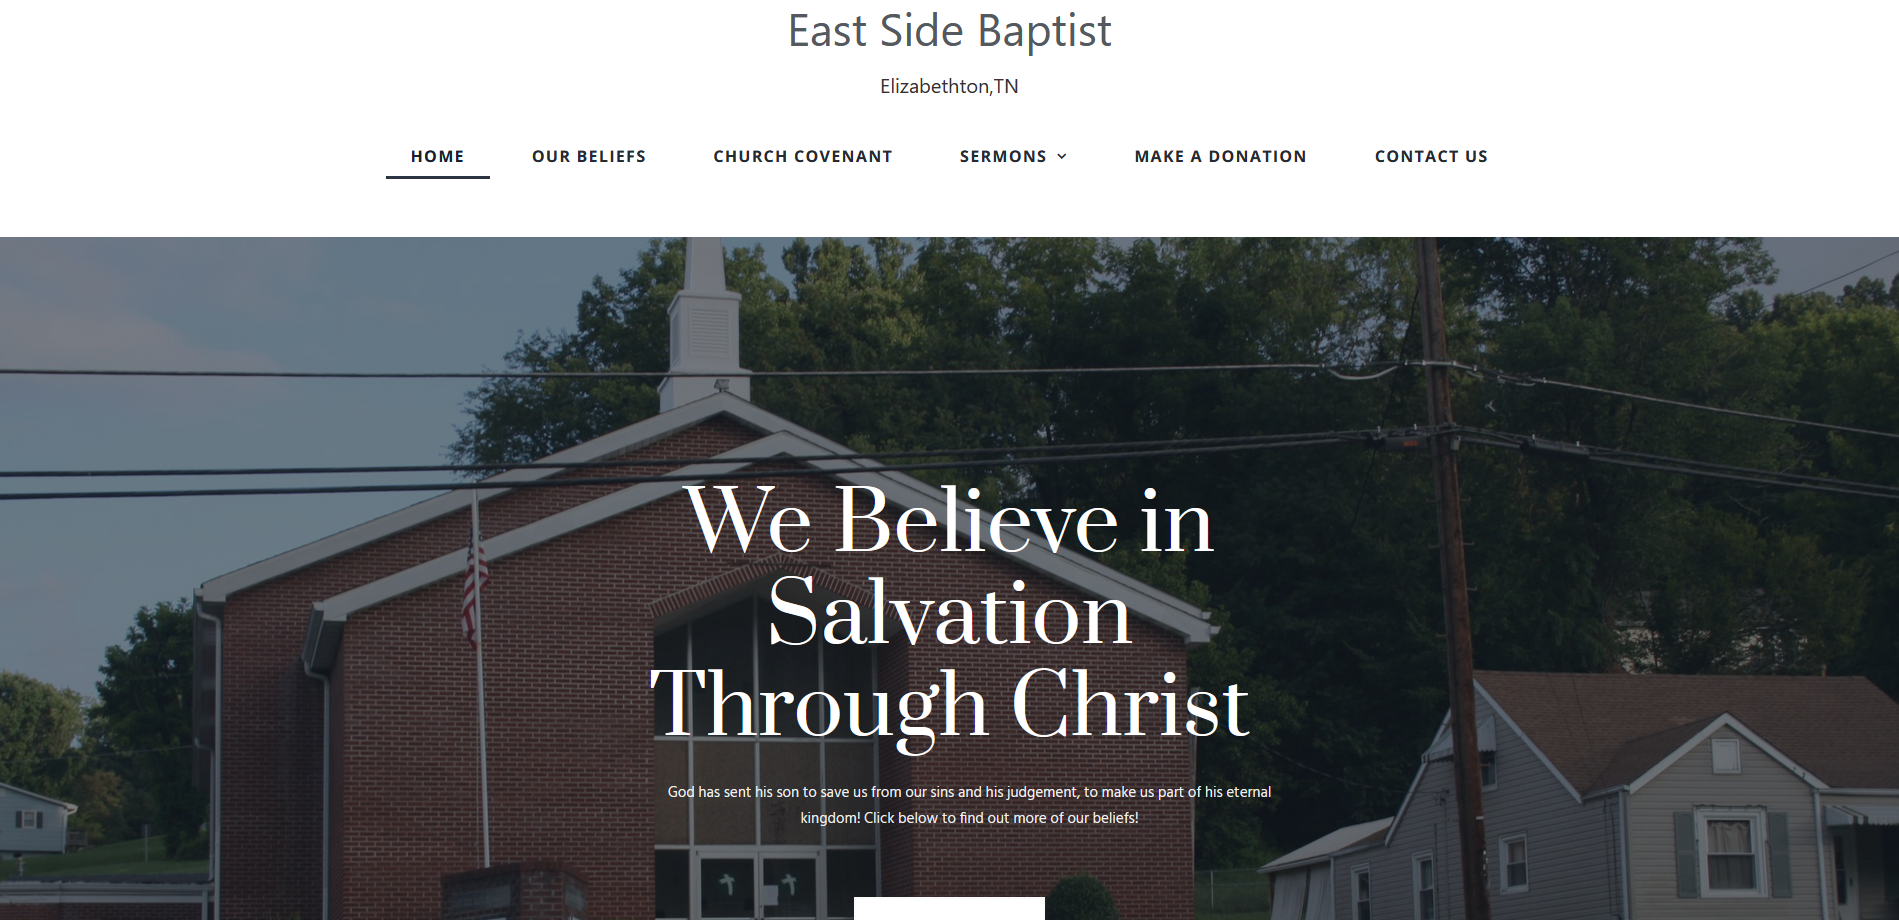 East Side Baptist
Elizabethton,TN
HOME OUR BELIEFS CHURCH COVENANT SERMONS MAKE A DONATION CONTACT US
We Believe in
Salvation
Through Christ
God has sent his son to save us from our sins and his judgement, to make us part of his eternal
kingdom! Click below to find out more of our beliefs!